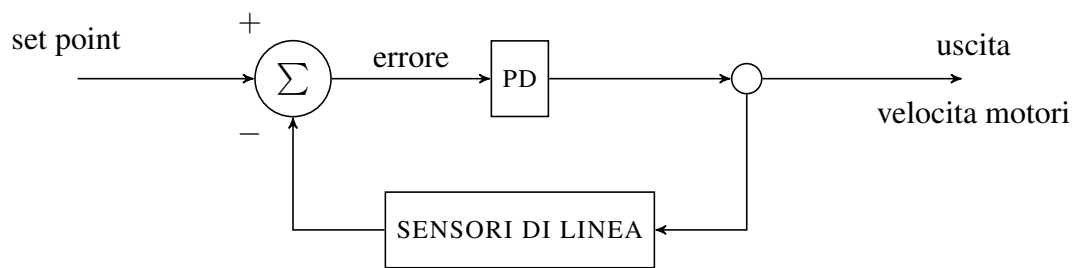 +
set point
errore
uscita
∑
PD
−
velocita motori
SENSORI DI LINEA